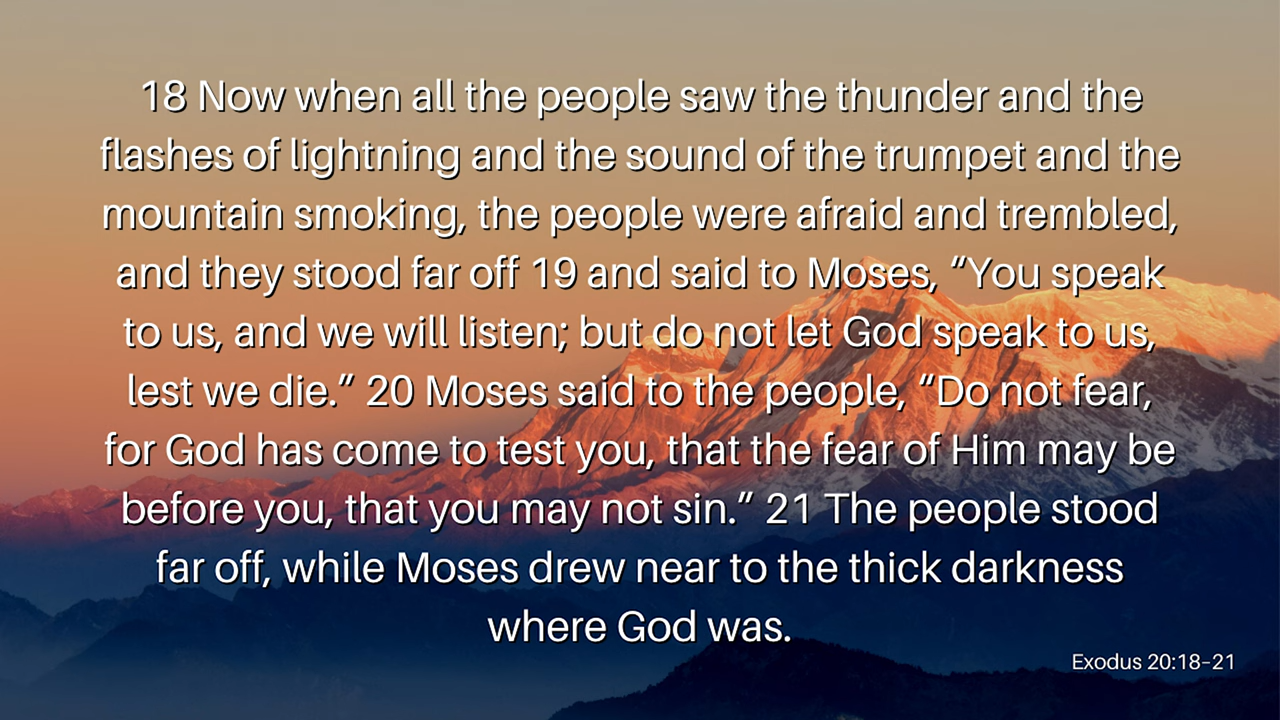 18 Now when all the people saw the thunder and the
flashes of lightning and the sound of the trumpet and the
mountain smoking, the people were afraid and trembled,
and they stood far off 19 and said to Moses, “You speak
to us, and we will listen; but do not let God speak to us,
lest we die.” 20 Moses said to the people, “Do not fear,
for God has come to test you, that the fear of Him may be
before you, that you may not sin.” 21 The people stood
far off, while Moses drew near to the thick darkness
where God was.
Exodus 20:18–21